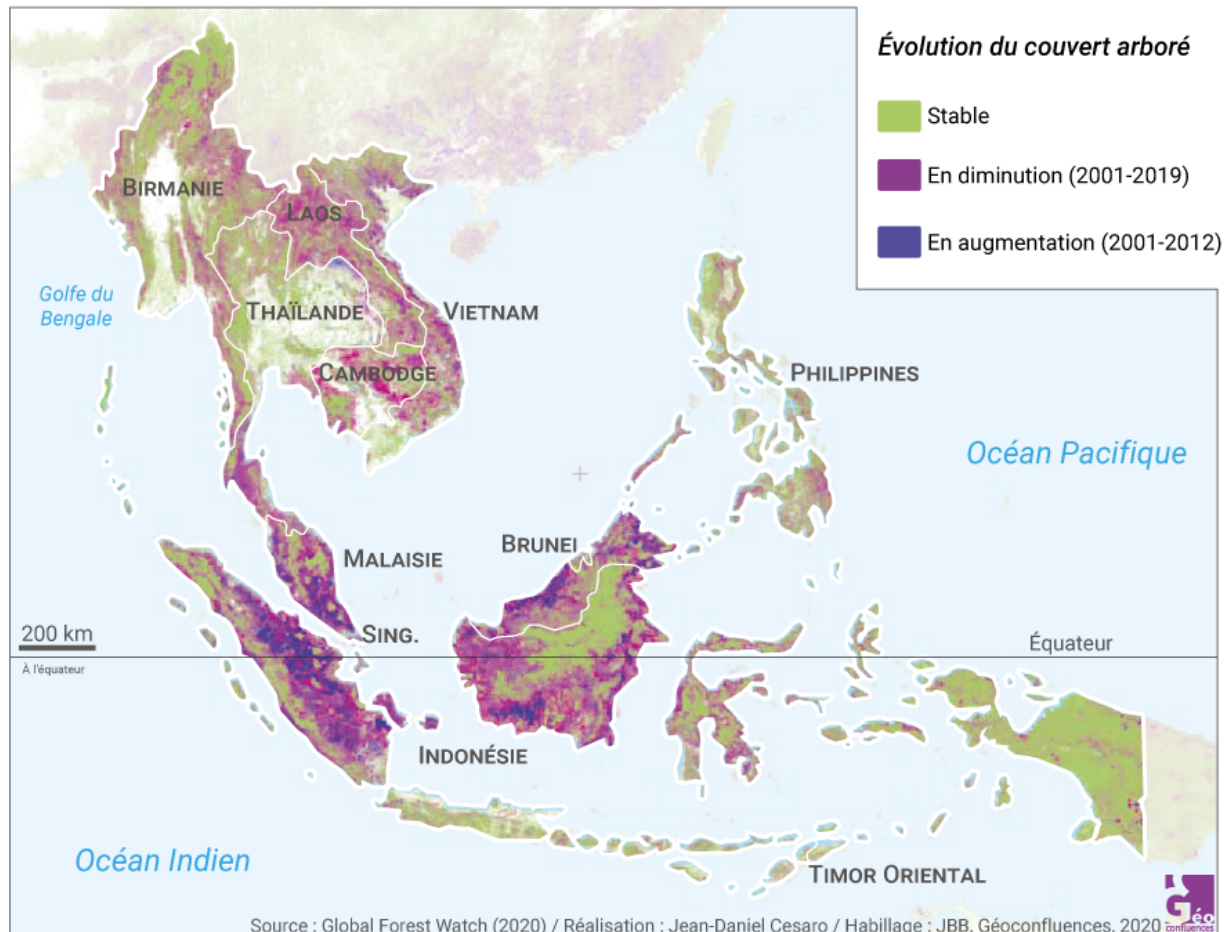 Évolution du couvert arboré
Stable
En diminution (2001-2019)
En augmentation (2001-2012)
BIRMANIE
LAOS
Golfe du
Bengale
THAÏLANDE
VIETNAM
CAMBODGE
PHILIPPINES
Océan Pacifique
BRUNEI
MALAISIE
SING.
200 km
À l'équateur
Équateur
INDONÉSIE
Océan Indien
TIMOR ORIENTAL
Source : Global Forest Watch (2020) / Réalisation : Jean-Daniel Cesaro / Habillage : JBB, Géoconfluences, 2020
Géo
confluences